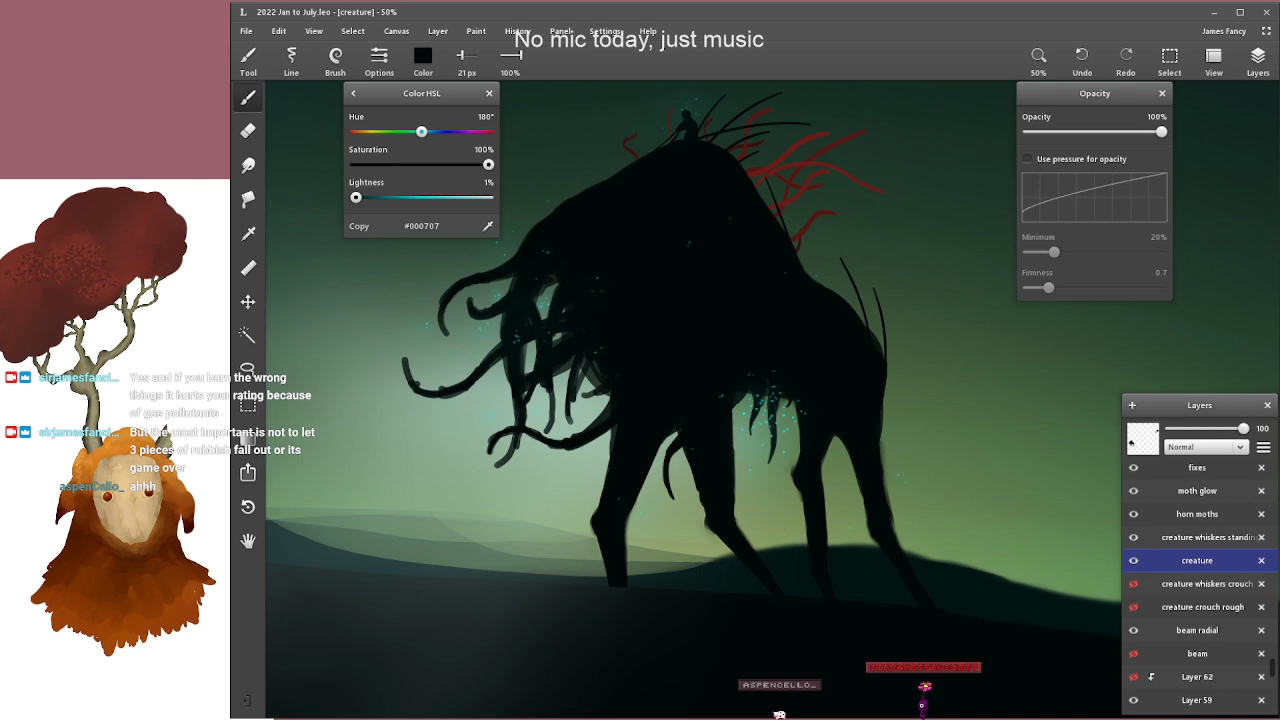 L 2022 Jan to July.leo - [creature] - 50%
File Edit View Select Canvas Layer Paint History Panel Settings Help James Fancy
No mic today, just music
Tool Line Brush Options Color 21 px 100% 50% Undo Redo Select View Layers
Color HSL
Hue 180°
Saturation 100%
Lightness 1%
Copy #000707
Opacity
Opacity 100%
Use pressure for opacity
Minimum 20%
Firmness 0.7
sirjamesfanci... Yes and if you burn the wrong
things it hurts your rating because
of gas pollutants
sirjamesfanci... But the most important is not to let
3 pieces of rubbish fall out or its
game over
aspenCello_ ahhh
Layers
100
Normal
fixes
moth glow
horn moths
creature whiskers standin
creature
creature whiskers crouch
creature crouch rough
beam radial
beam
Layer 62
Layer 59
ASPENCELLO_